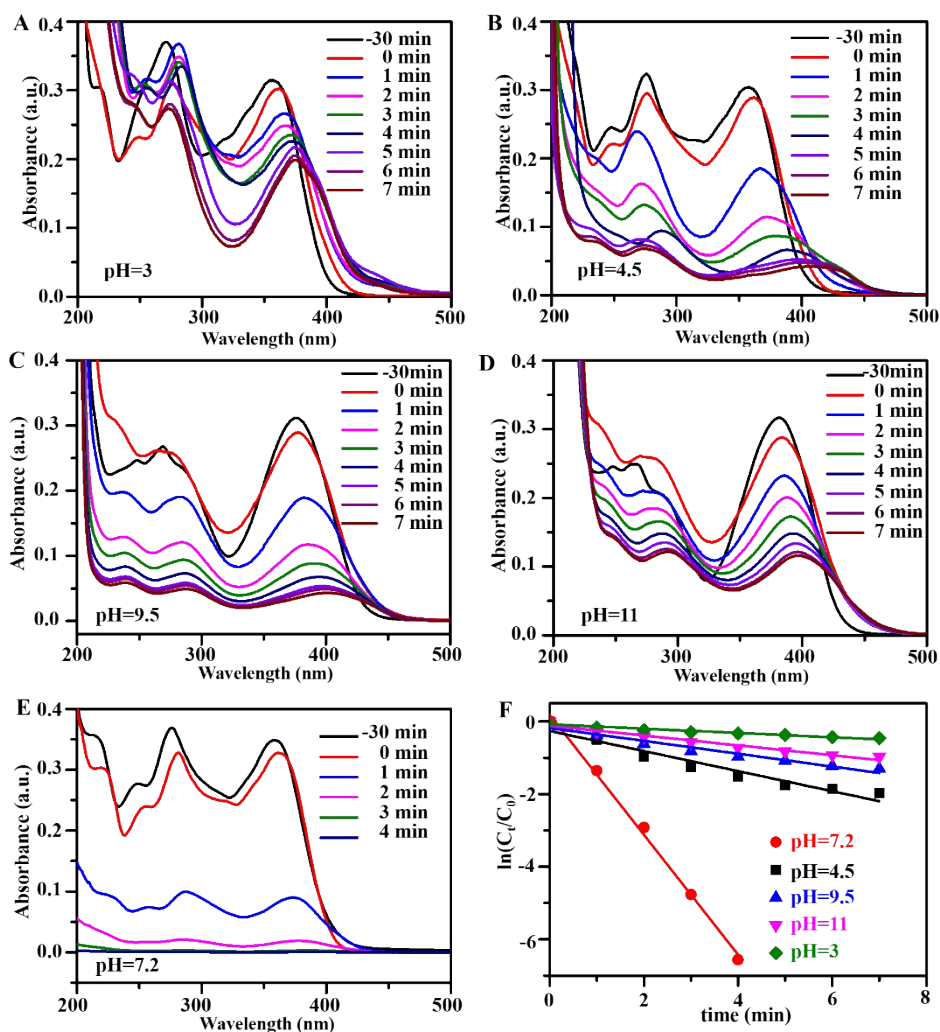 A
0.4
0.3
0.2
0.1
0.0
Absorbance (a.u.)
-30 min
0 min
1 min
2 min
3 min
4 min
5 min
6 min
7 min
pH=3
200
300
400
500
Wavelength (nm)
B
0.4
0.3
0.2
0.1
0.0
Absorbance (a.u.)
-30 min
0 min
1 min
2 min
3 min
4 min
5 min
6 min
7 min
pH=4.5
200
300
400
500
Wavelength (nm)
C
0.4
0.3
0.2
0.1
0.0
Absorbance (a.u.)
-30min
0 min
1 min
2 min
3 min
4 min
5 min
6 min
7 min
pH=9.5
200
300
400
500
Wavelength (nm)
D
0.4
0.3
0.2
0.1
0.0
Absorbance (a.u.)
-30min
0 min
1 min
2 min
3 min
4 min
5 min
6 min
7 min
pH=11
200
300
400
500
Wavelength (nm)
E
0.4
0.3
0.2
0.1
0.0
Absorbance (a.u.)
-30 min
0 min
1 min
2 min
3 min
4 min
pH=7.2
200
300
400
500
Wavelength (nm)
F
0
-2
-4
-6
ln(Ct/C0)
pH=7.2
pH=4.5
pH=9.5
pH=11
pH=3
0
2
4
6
8
time (min)